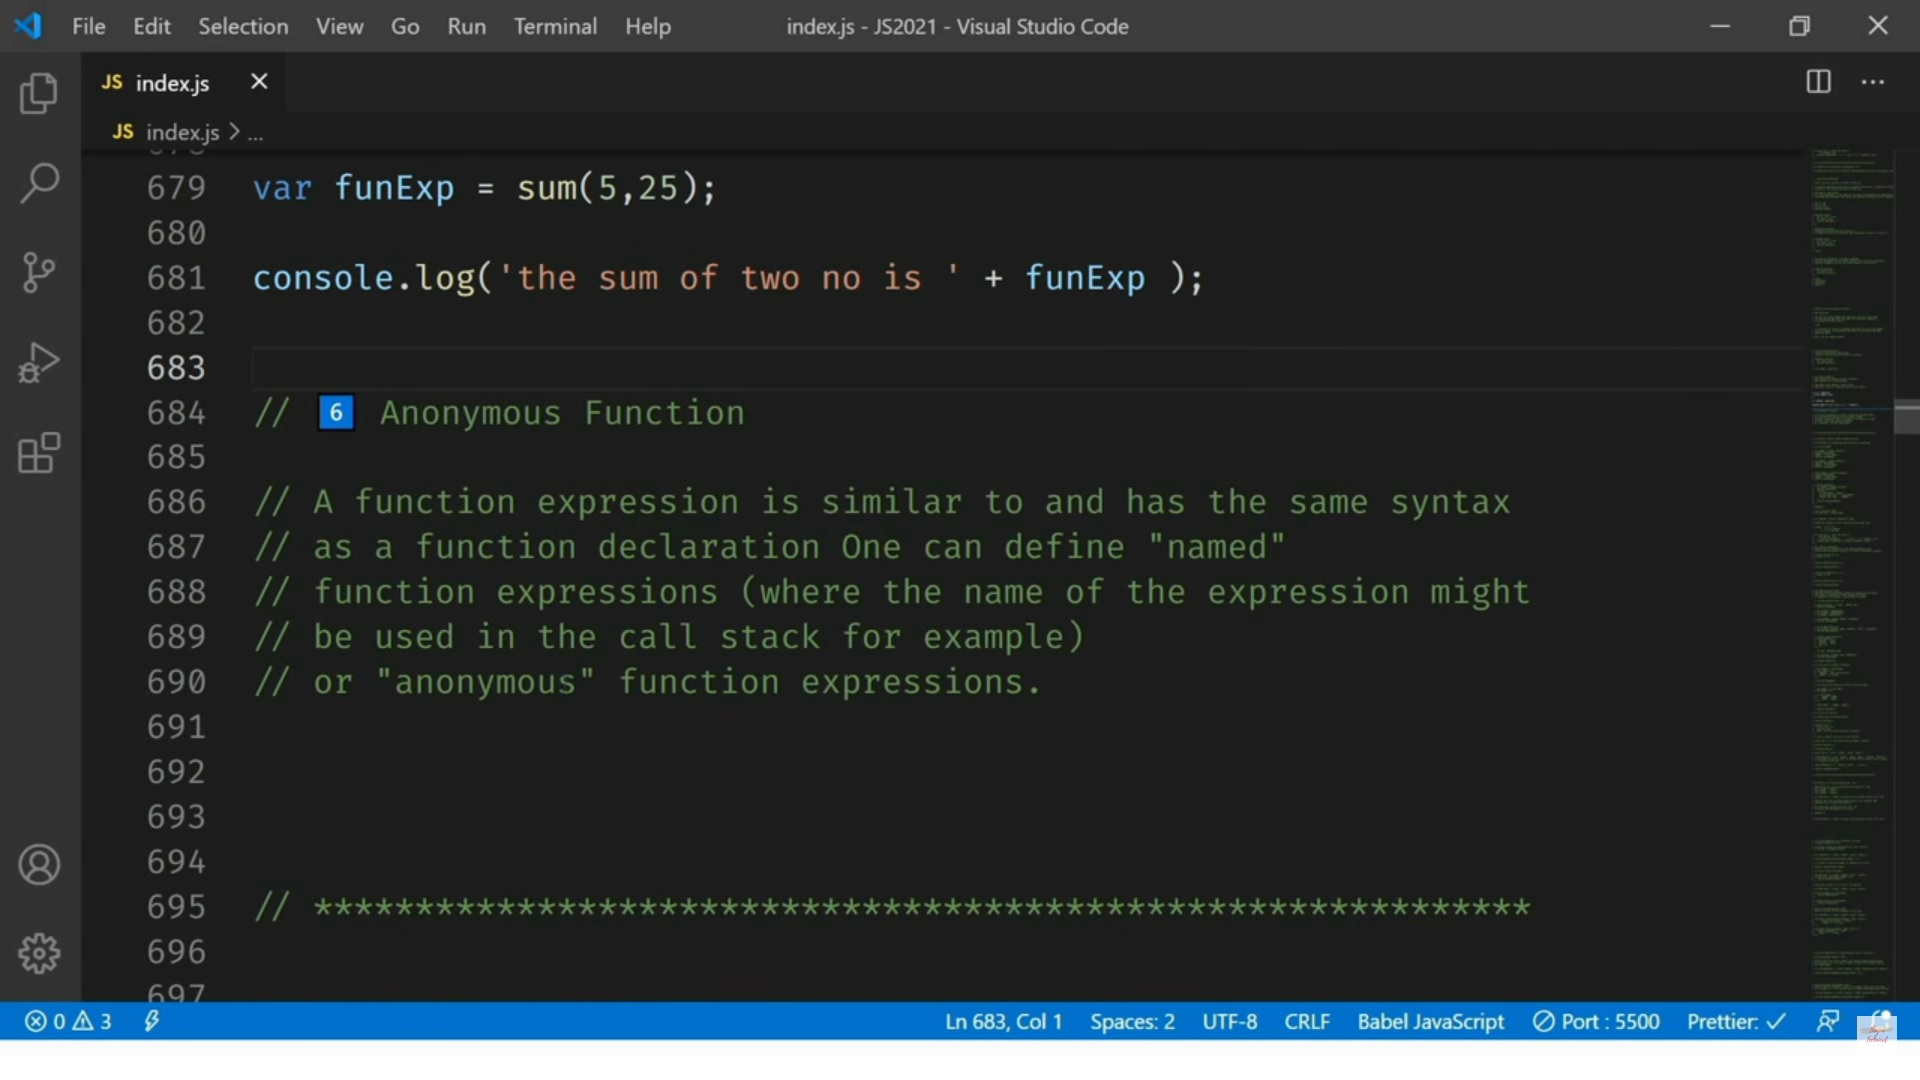 File Edit Selection View Go Run Terminal Help index.js - JS2021 - Visual Studio Code
JS index.js
JS index.js > ...
679 var funExp = sum(5,25);
680
681 console.log('the sum of two no is ' + funExp );
682
683
684 // 6 Anonymous Function
685
686 // A function expression is similar to and has the same syntax
687 // as a function declaration One can define "named"
688 // function expressions (where the name of the expression might
689 // be used in the call stack for example)
690 // or "anonymous" function expressions.
691
692
693
694
695 // ************************************************************
696
697
0 3 Ln 683, Col 1 Spaces: 2 UTF-8 CRLF Babel JavaScript Port : 5500 Prettier: ✓